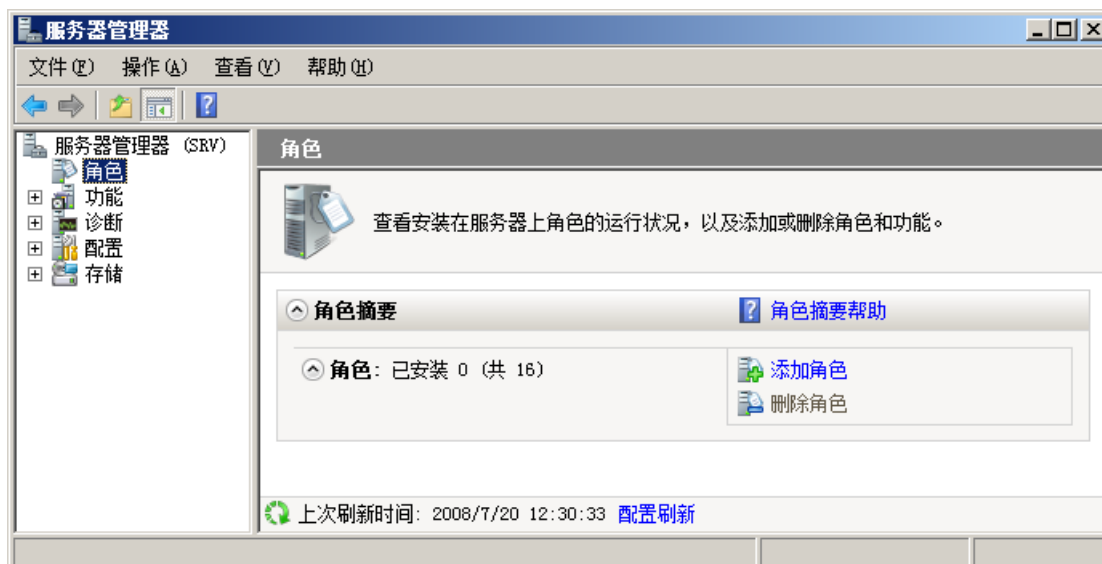 服务器管理器
文件(F) 操作(A) 查看(V) 帮助(H)
服务器管理器 (SRV)
角色
功能
诊断
配置
存储
角色
查看安装在服务器上角色的运行状况，以及添加或删除角色和功能。
角色摘要
角色摘要帮助
角色: 已安装 0 (共 16)
添加角色
删除角色
上次刷新时间: 2008/7/20 12:30:33 配置刷新